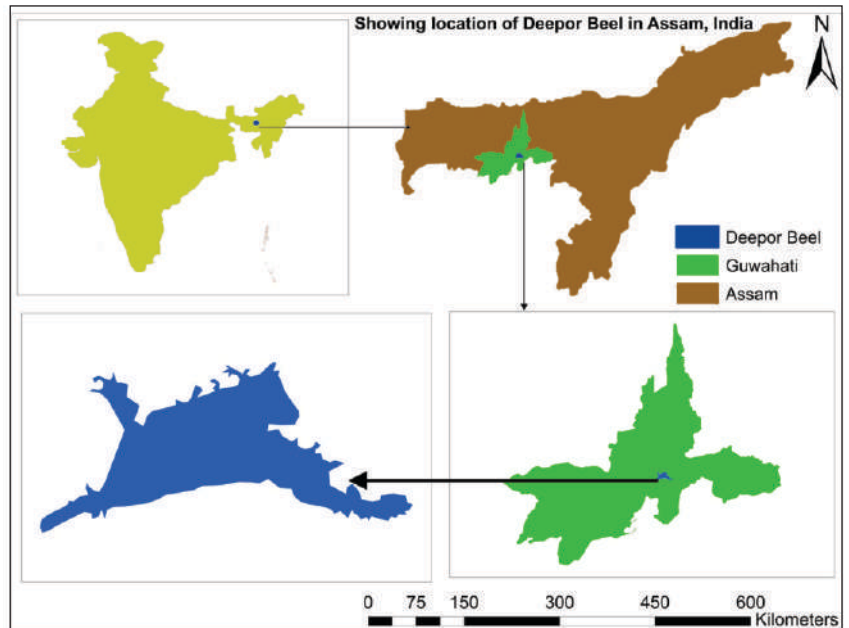 Showing location of Deepor Beel in Assam, India
N
Deepor Beel
Guwahati
Assam
0 75 150 300 450 600
Kilometers